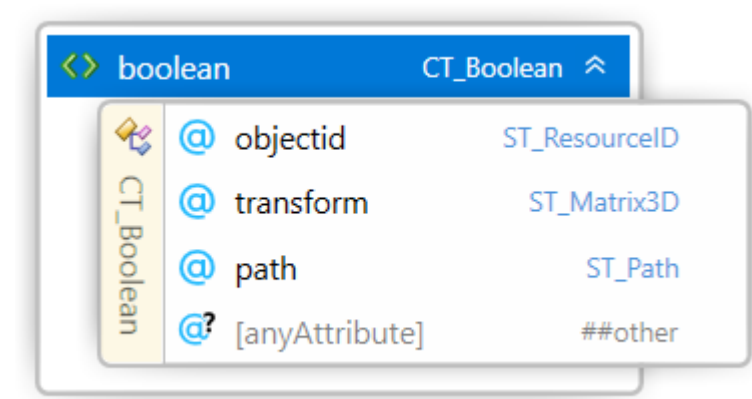 boolean CT_Boolean
CT_Boolean
@ objectid ST_ResourceID
@ transform ST_Matrix3D
@ path ST_Path
@? [anyAttribute] ##other